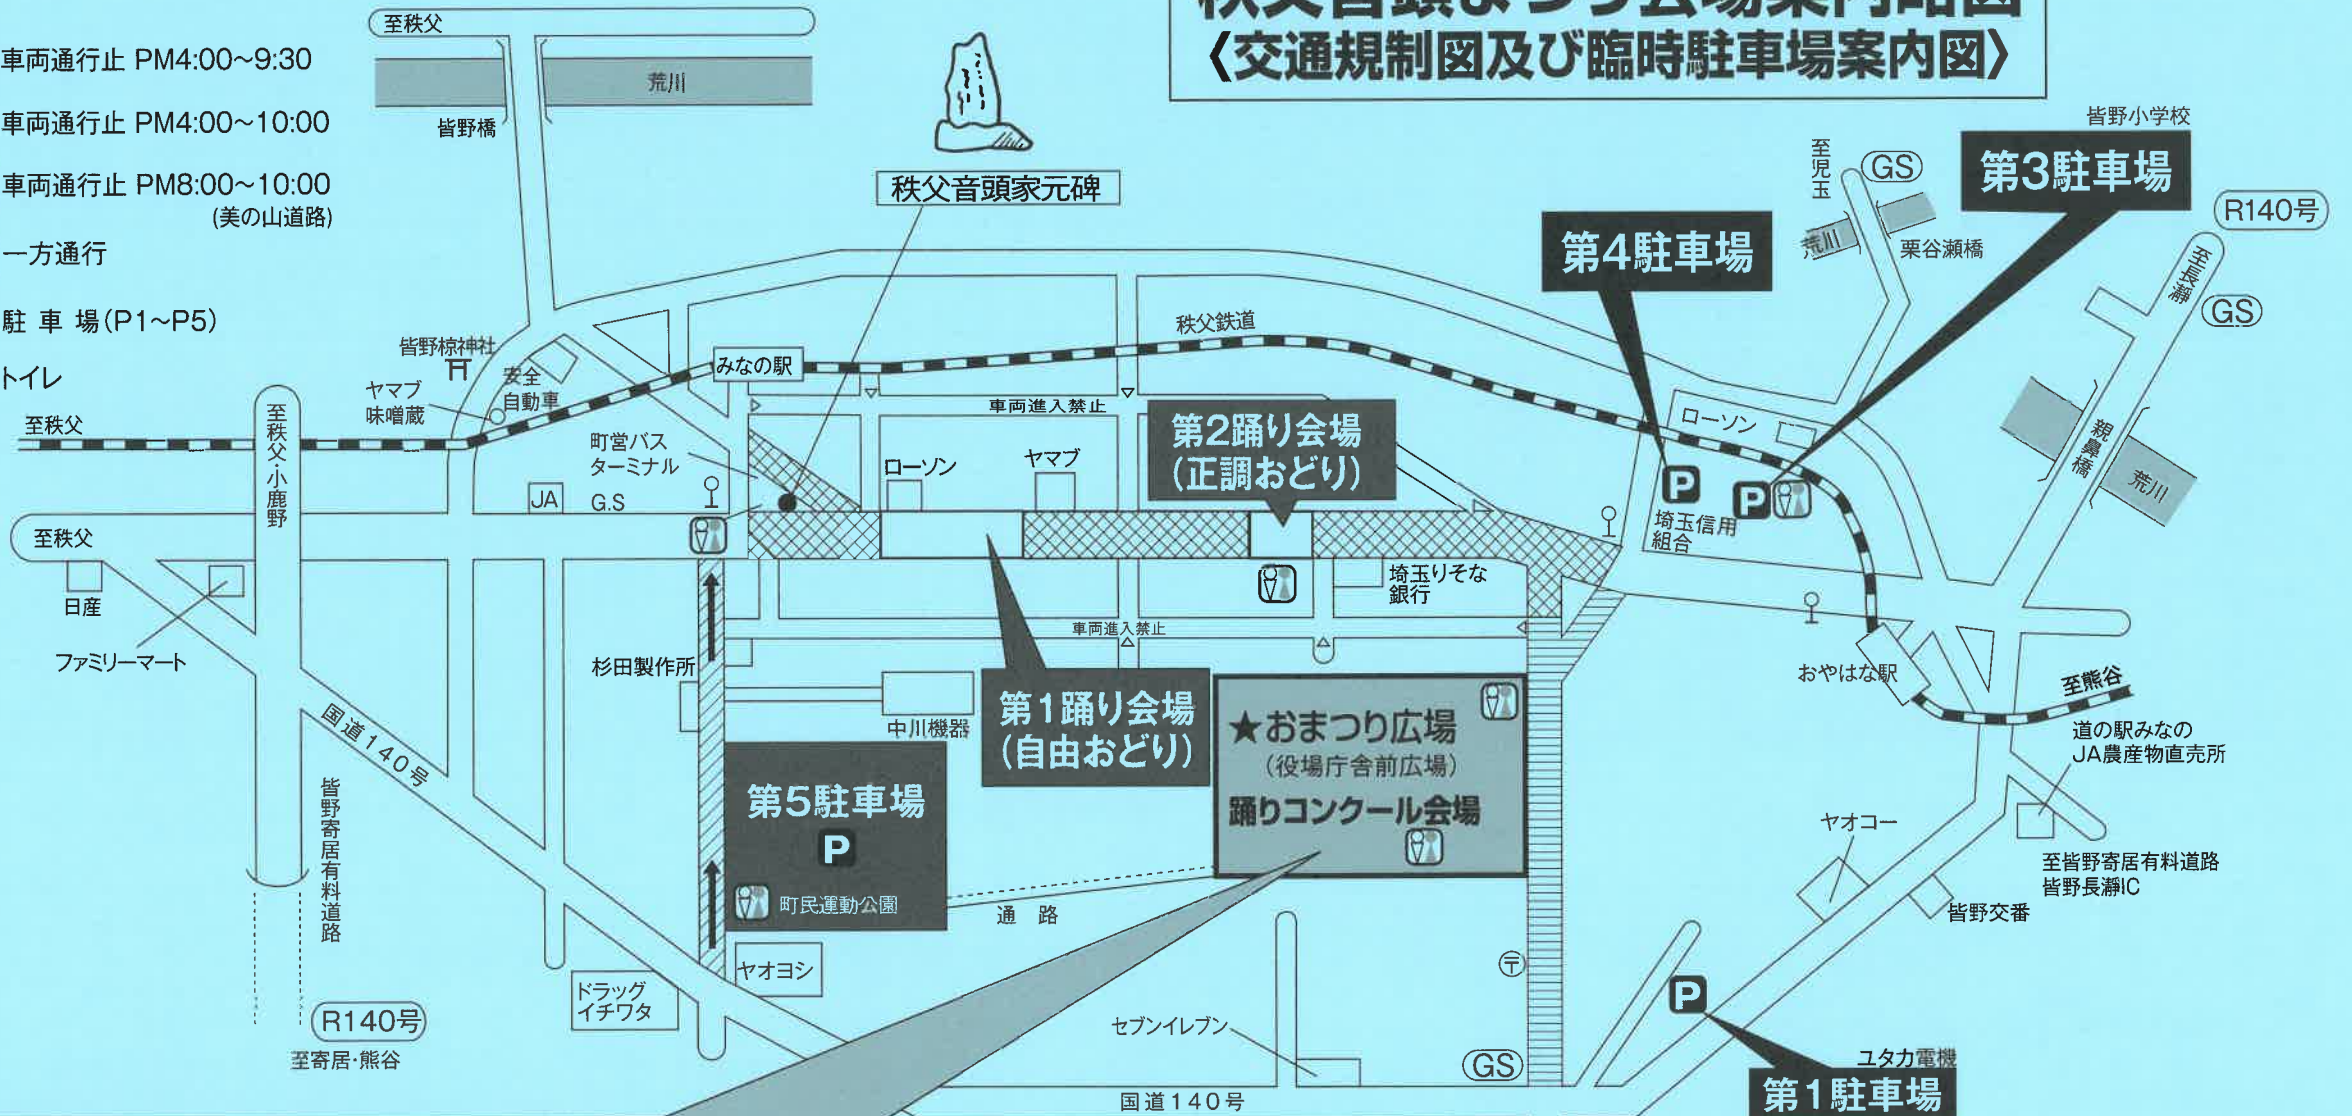 秩父音頭まつり会場案内略図
〈交通規制図及び臨時駐車場案内図〉
車両通行止 PM4:00～9:30
車両通行止 PM4:00～10:00
車両通行止 PM8:00～10:00
(美の山道路)
一方通行
駐車場(P1～P5)
トイレ
至秩父
荒川
皆野橋
秩父音頭家元碑
皆野小学校
第3駐車場
至児玉
GS
荒川
栗谷瀬橋
R140号
第4駐車場
至長瀞
GS
秩父鉄道
みなの駅
皆野椋神社
安全
自動車
ヤマブ
味噌蔵
至秩父
至秩父・小鹿野
町営バス
ターミナル
車両進入禁止
第2踊り会場
(正調おどり)
ローソン
ヤマブ
ローソン
P
P
埼玉信用
組合
親鼻橋
荒川
JA
G.S
至秩父
日産
ファミリーマート
埼玉りそな
銀行
車両進入禁止
杉田製作所
中川機器
第1踊り会場
(自由おどり)
★おまつり広場
(役場庁舎前広場)
踊りコンクール会場
おやはな駅
至熊谷
道の駅みなの
JA農産物直売所
国道140号
皆野寄居有料道路
第5駐車場
P
町民運動公園
通路
ヤオコー
至皆野寄居有料道路
皆野長瀞IC
皆野交番
ヤオヨシ
ドラッグ
イチワタ
R140号
至寄居・熊谷
セブンイレブン
〒
GS
P
ユタカ電機
第1駐車場
国道140号